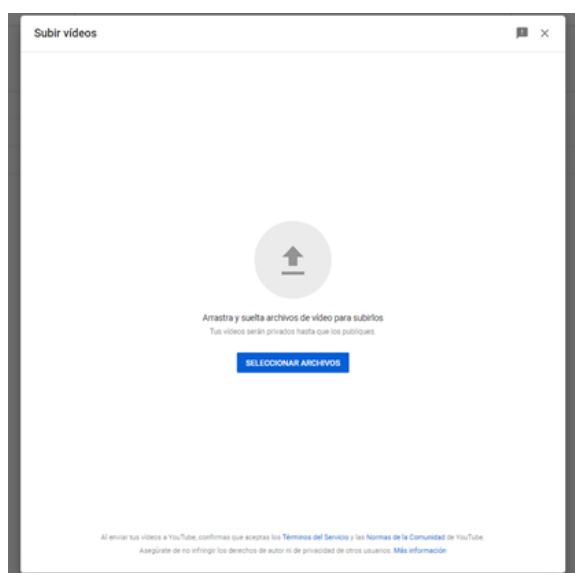 Subir vídeos
Arrastra y suelta archivos de vídeo para subirlos
Tus vídeos serán privados hasta que los publiques.
SELECCIONAR ARCHIVOS
Al enviar tus vídeos a YouTube, confirmas que aceptas los Términos del Servicio y las Normas de la Comunidad de YouTube.
Asegúrate de no infringir los derechos de autor ni de privacidad de otros usuarios. Más información